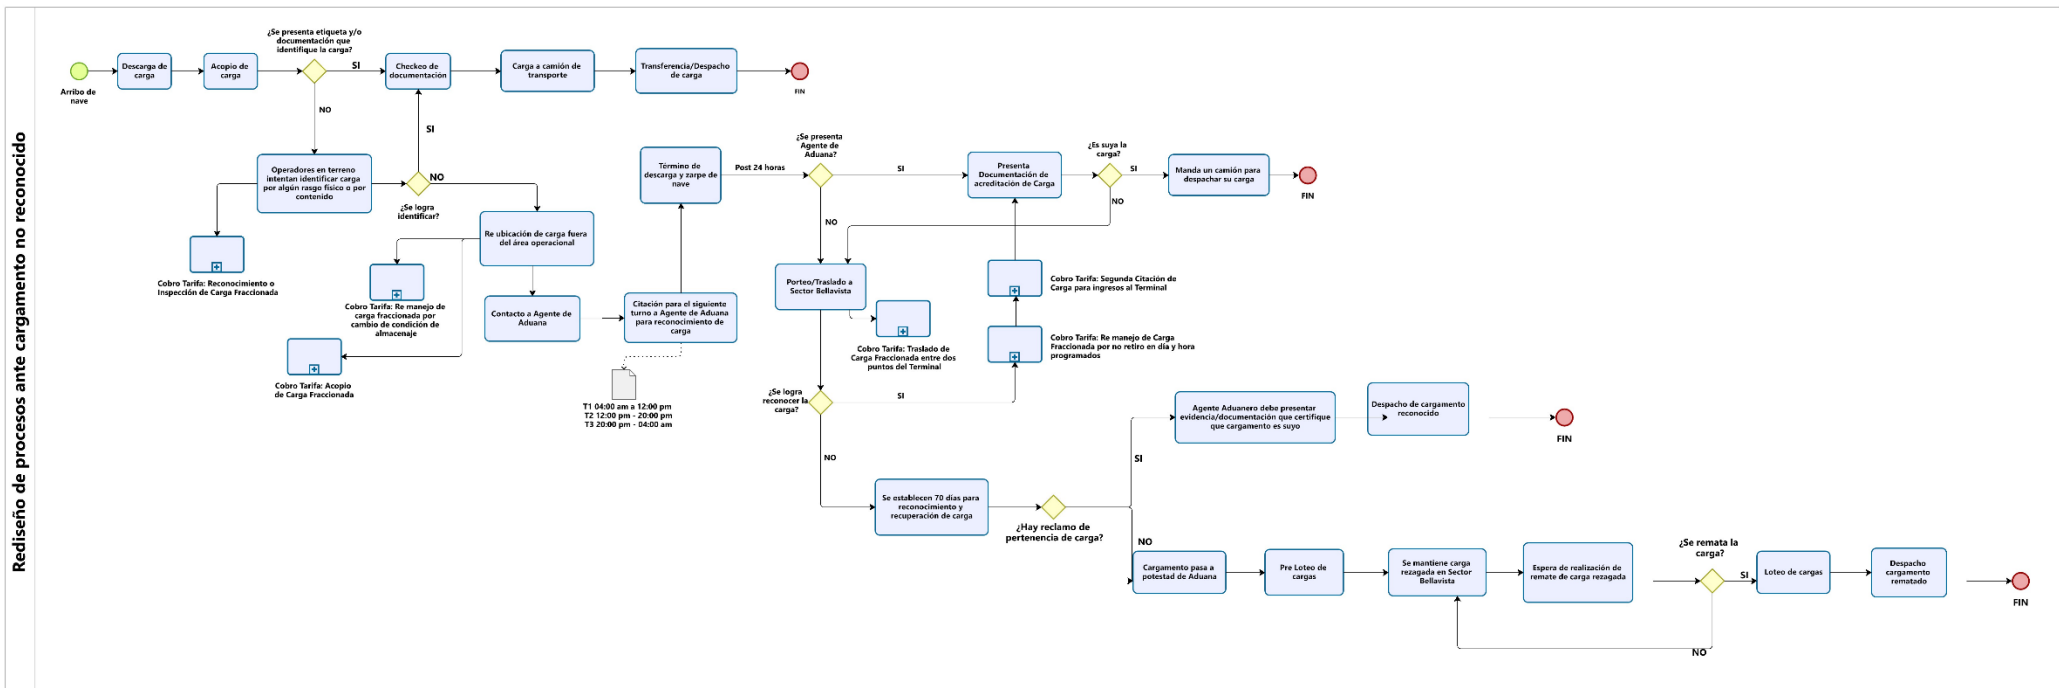 Rediseño de procesos ante cargamento no reconocido
¿Se presenta etiqueta y/o
documentación que
identifique la carga?
Arribo de
nave
Descarga de
carga
Acopio de
carga
SI
Checkeo de
documentación
Carga a camión de
transporte
Transferencia/Despacho
de carga
FIN
NO
SI
Operadores en terreno
intentan identificar carga
por algún rasgo físico o por
contenido
NO
¿Se logra
identificar?
Cobro Tarifa: Reconocimiento o
Inspección de Carga Fraccionada
Re ubicación de carga fuera
del área operacional
Cobro Tarifa: Re manejo de
carga fraccionada por
cambio de condición de
almacenaje
Cobro Tarifa: Acopio
de Carga Fraccionada
Contacto a Agente de
Aduana
Citación para el siguiente
turno a Agente de Aduana
para reconocimiento de
carga
T1 04:00 am a 12:00 pm
T2 12:00 pm - 20:00 pm
T3 20:00 pm - 04:00 am
Término de
descarga y zarpe de
nave
Post 24 horas
¿Se presenta
Agente de
Aduana?
SI
Presenta
Documentación de
acreditación de Carga
¿Es suya la
carga?
SI
Manda un camión para
despachar su carga
FIN
NO
NO
Porteo/Traslado a
Sector Bellavista
Cobro Tarifa: Traslado de
Carga Fraccionada entre dos
puntos del Terminal
Cobro Tarifa: Segunda Citación de
Carga para ingresos al Terminal
Cobro Tarifa: Re manejo de Carga
Fraccionada por no retiro en día y hora
programados
¿Se logra
reconocer la
carga?
SI
NO
Se establecen 70 días para
reconocimiento y
recuperación de carga
¿Hay reclamo de
pertenencia de carga?
SI
Agente Aduanero debe presentar
evidencia/documentación que certifique
que cargamento es suyo
Despacho de cargamento
reconocido
FIN
NO
Cargamento pasa a
potestad de Aduana
Pre Loteo de
cargas
Se mantiene carga
rezagada en Sector
Bellavista
Espera de realización de
remate de carga rezagada
¿Se remata la
carga?
SI
Loteo de cargas
Despacho
cargamento
rematado
FIN
NO